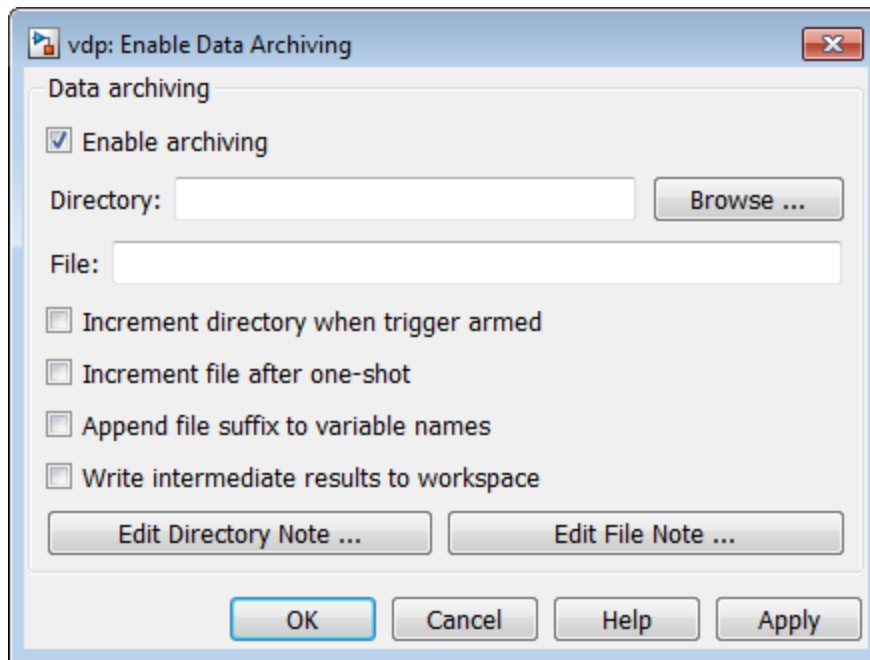 vdp: Enable Data Archiving
Data archiving
Enable archiving
Directory: Browse ...
File:
Increment directory when trigger armed
Increment file after one-shot
Append file suffix to variable names
Write intermediate results to workspace
Edit Directory Note ... Edit File Note ...
OK Cancel Help Apply